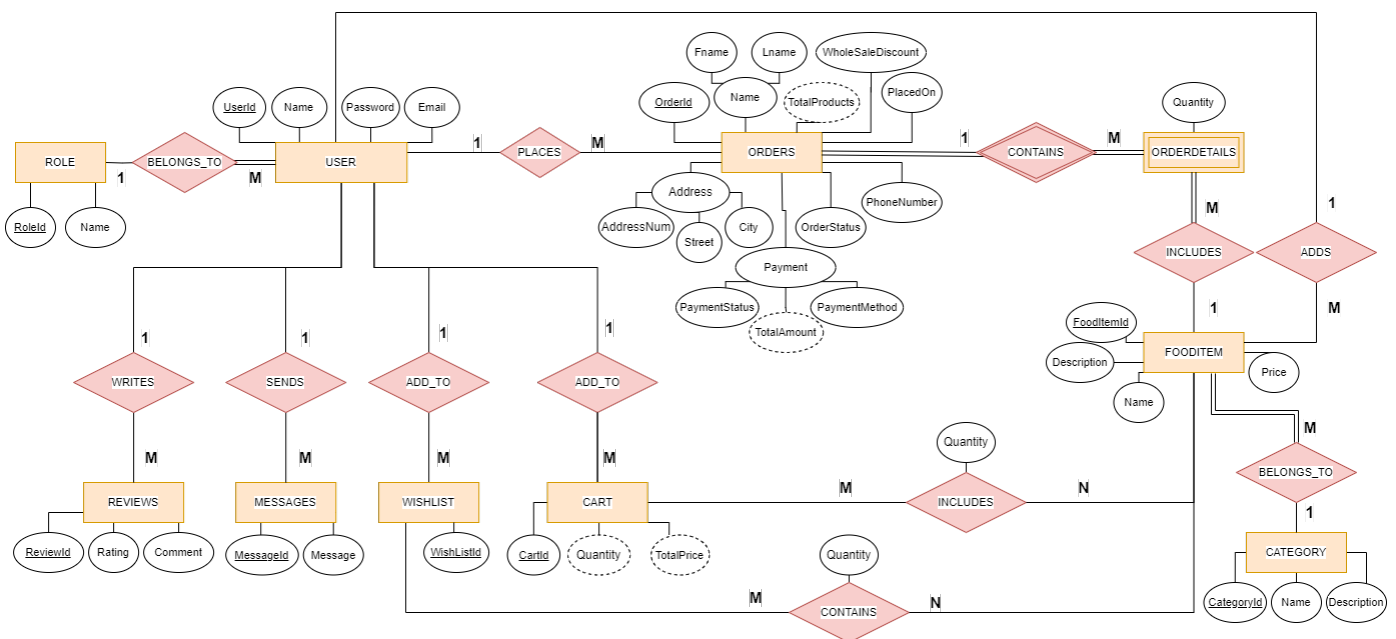 Fname
Lname
WholeSaleDiscount
UserId
Name
Password
Email
OrderId
Name
TotalProducts
PlacedOn
Quantity
ROLE
1
BELONGS_TO
M
USER
1
PLACES
M
ORDERS
1
CONTAINS
M
ORDERDETAILS
RoleId
Name
Address
AddressNum
Street
City
OrderStatus
PhoneNumber
M
1
INCLUDES
ADDS
Payment
PaymentStatus
TotalAmount
PaymentMethod
1
M
FoodItemId
Description
FOODITEM
Name
Price
1
1
1
1
WRITES
SENDS
ADD_TO
ADD_TO
M
M
M
M
M
BELONGS_TO
1
Quantity
M
INCLUDES
N
REVIEWS
MESSAGES
WISHLIST
CART
ReviewId
Rating
Comment
MessageId
Message
WishListId
CartId
Quantity
TotalPrice
Quantity
M
CONTAINS
N
CATEGORY
CategoryId
Name
Description